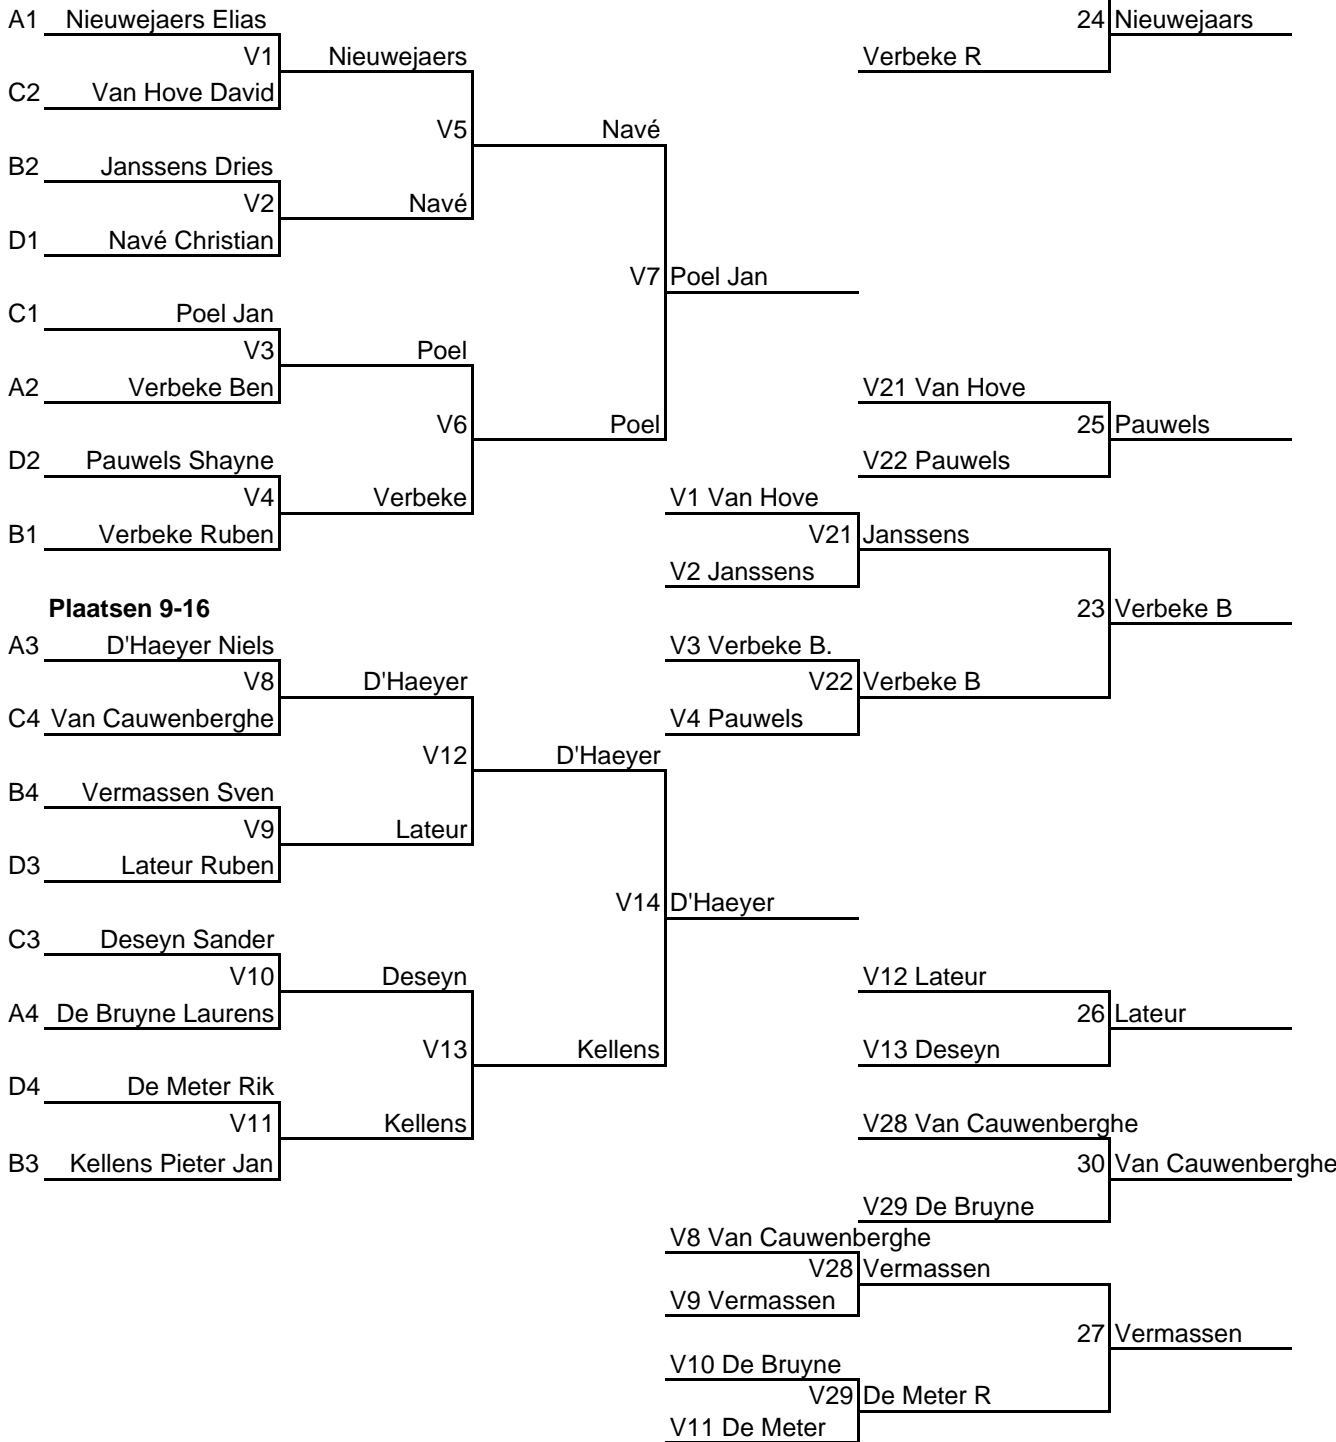 A1 Nieuwejaers Elias 24 Nieuwejaars
V1 Nieuwejaers Verbeke R
C2 Van Hove David
V5 Navé
B2 Janssens Dries
V2 Navé
D1 Navé Christian
V7 Poel Jan
C1 Poel Jan
V3 Poel
A2 Verbeke Ben V21 Van Hove
V6 Poel 25 Pauwels
D2 Pauwels Shayne V22 Pauwels
V4 Verbeke V1 Van Hove
B1 Verbeke Ruben V21 Janssens
V2 Janssens
Plaatsen 9-16 23 Verbeke B
A3 D'Haeyer Niels V3 Verbeke B.
V8 D'Haeyer V22 Verbeke B
C4 Van Cauwenberghe V4 Pauwels
V12 D'Haeyer
B4 Vermassen Sven
V9 Lateur
D3 Lateur Ruben
V14 D'Haeyer
C3 Deseyn Sander
V10 Deseyn V12 Lateur
A4 De Bruyne Laurens 26 Lateur
V13 Kellens V13 Deseyn
D4 De Meter Rik
V11 Kellens V28 Van Cauwenberghe
B3 Kellens Pieter Jan 30 Van Cauwenberghe
V29 De Bruyne
V8 Van Cauwenberghe
V28 Vermassen
V9 Vermassen
27 Vermassen
V10 De Bruyne
V29 De Meter R
V11 De Meter